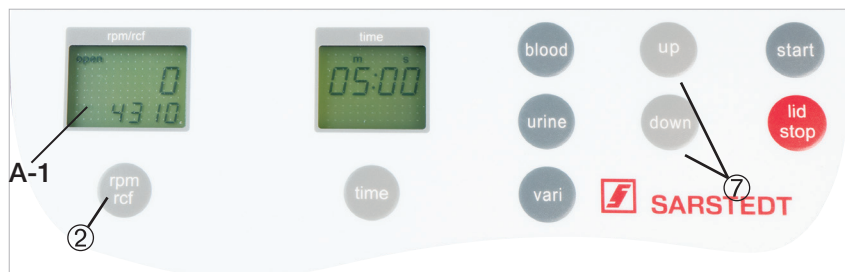 rpm/rcf
open
0
4310
A-1
rpm
rcf
②
time
m s
05:00
time
blood
urine
vari
up
down
⑦
start
lid
stop
SARSTEDT